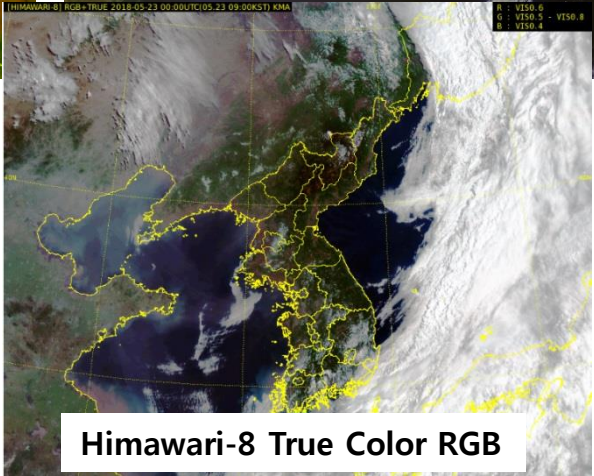 [HIMAWARI-8] RGB+TRUE 2018-05-23 00:00UTC(05.23 09:00KST) KMA
R : VIS0.6
G : VIS0.5 - VIS0.8
B : VIS0.4
Himawari-8 True Color RGB